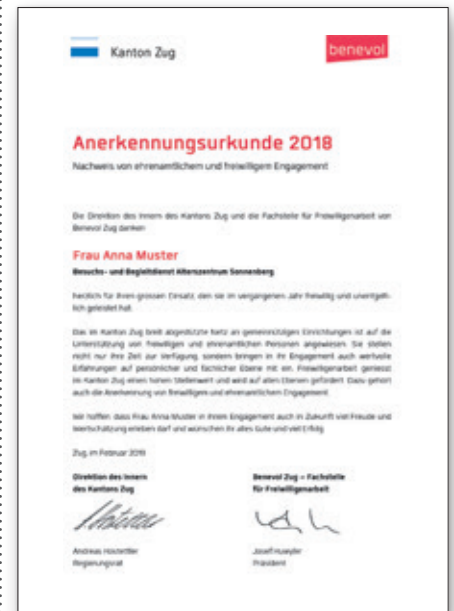 Kanton Zug
benevol
Anerkennungsurkunde 2018
Nachweis von ehrenamtlichem und freiwilligem Engagement
Die Direktion des Innern des Kantons Zug und die Fachstelle für Freiwilligenarbeit von
Benevol Zug danken
Frau Anna Muster
Besuchs- und Begleitdienst Alterszentrum Sonnenberg
herzlich für ihren grossen Einsatz, den sie im vergangenen Jahr freiwillig und unentgelt-
lich geleistet hat.
Das im Kanton Zug breit abgestützte Netz an gemeinnützigen Einrichtungen ist auf die
Unterstützung von freiwilligen und ehrenamtlichen Personen angewiesen. Sie stellen
nicht nur ihre Zeit zur Verfügung, sondern bringen in ihr Engagement auch wertvolle
Erfahrungen auf persönlicher und fachlicher Ebene mit ein. Freiwilligenarbeit geniesst
im Kanton Zug einen hohen Stellenwert und wird auf allen Ebenen gefördert. Dazu gehört
auch die Anerkennung von freiwilligem und ehrenamtlichem Engagement.
Wir hoffen, dass Frau Anna Muster in ihrem Engagement auch in Zukunft viel Freude und
Wertschätzung erleben darf und wünschen ihr alles Gute und viel Erfolg.
Zug, im Februar 2019
Direktion des Innern
des Kantons Zug
Benevol Zug – Fachstelle
für Freiwilligenarbeit
Andreas Hostettler
Regierungsrat
Josef Huwyler
Präsident